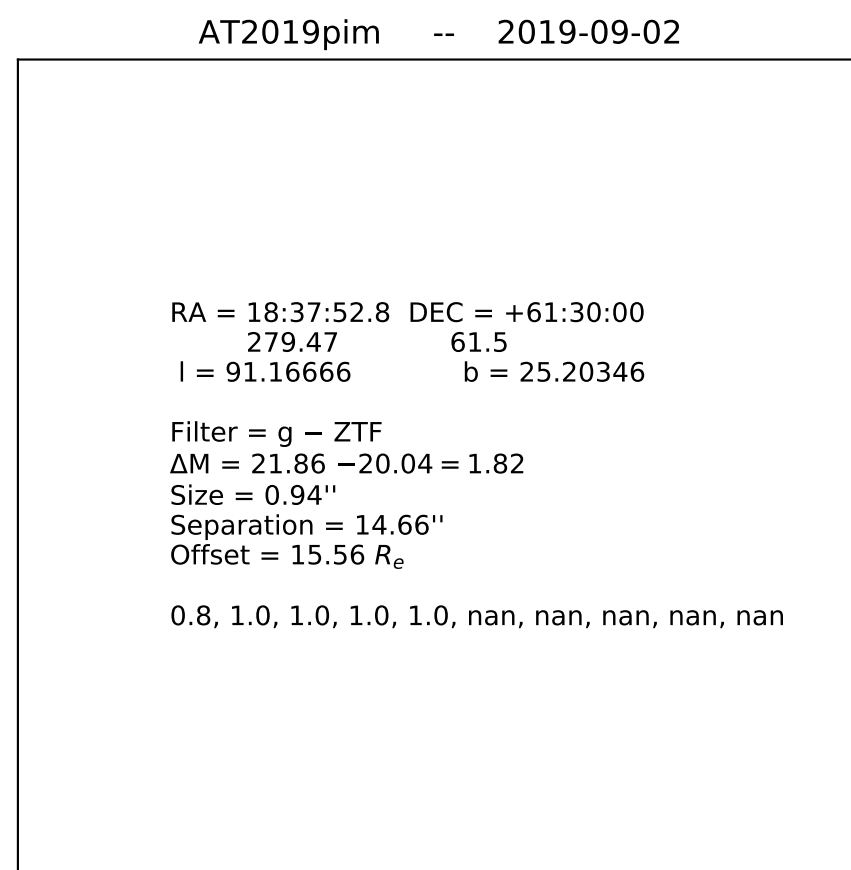 AT2019pim -- 2019-09-02
RA = 18:37:52.8 DEC = +61:30:00
279.47 61.5
l = 91.16666 b = 25.20346
Filter = g − ZTF
ΔM = 21.86 −20.04 = 1.82
Size = 0.94''
Separation = 14.66''
Offset = 15.56 Rₑ
0.8, 1.0, 1.0, 1.0, 1.0, nan, nan, nan, nan, nan